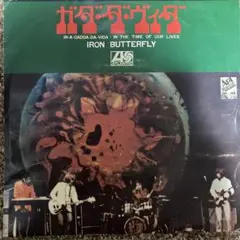 ガダ・ダ・ヴィダ
IN-A-GADDA-DA-VIDA · IN THE TIME OF OUR LIVES
IRON BUTTERFLY